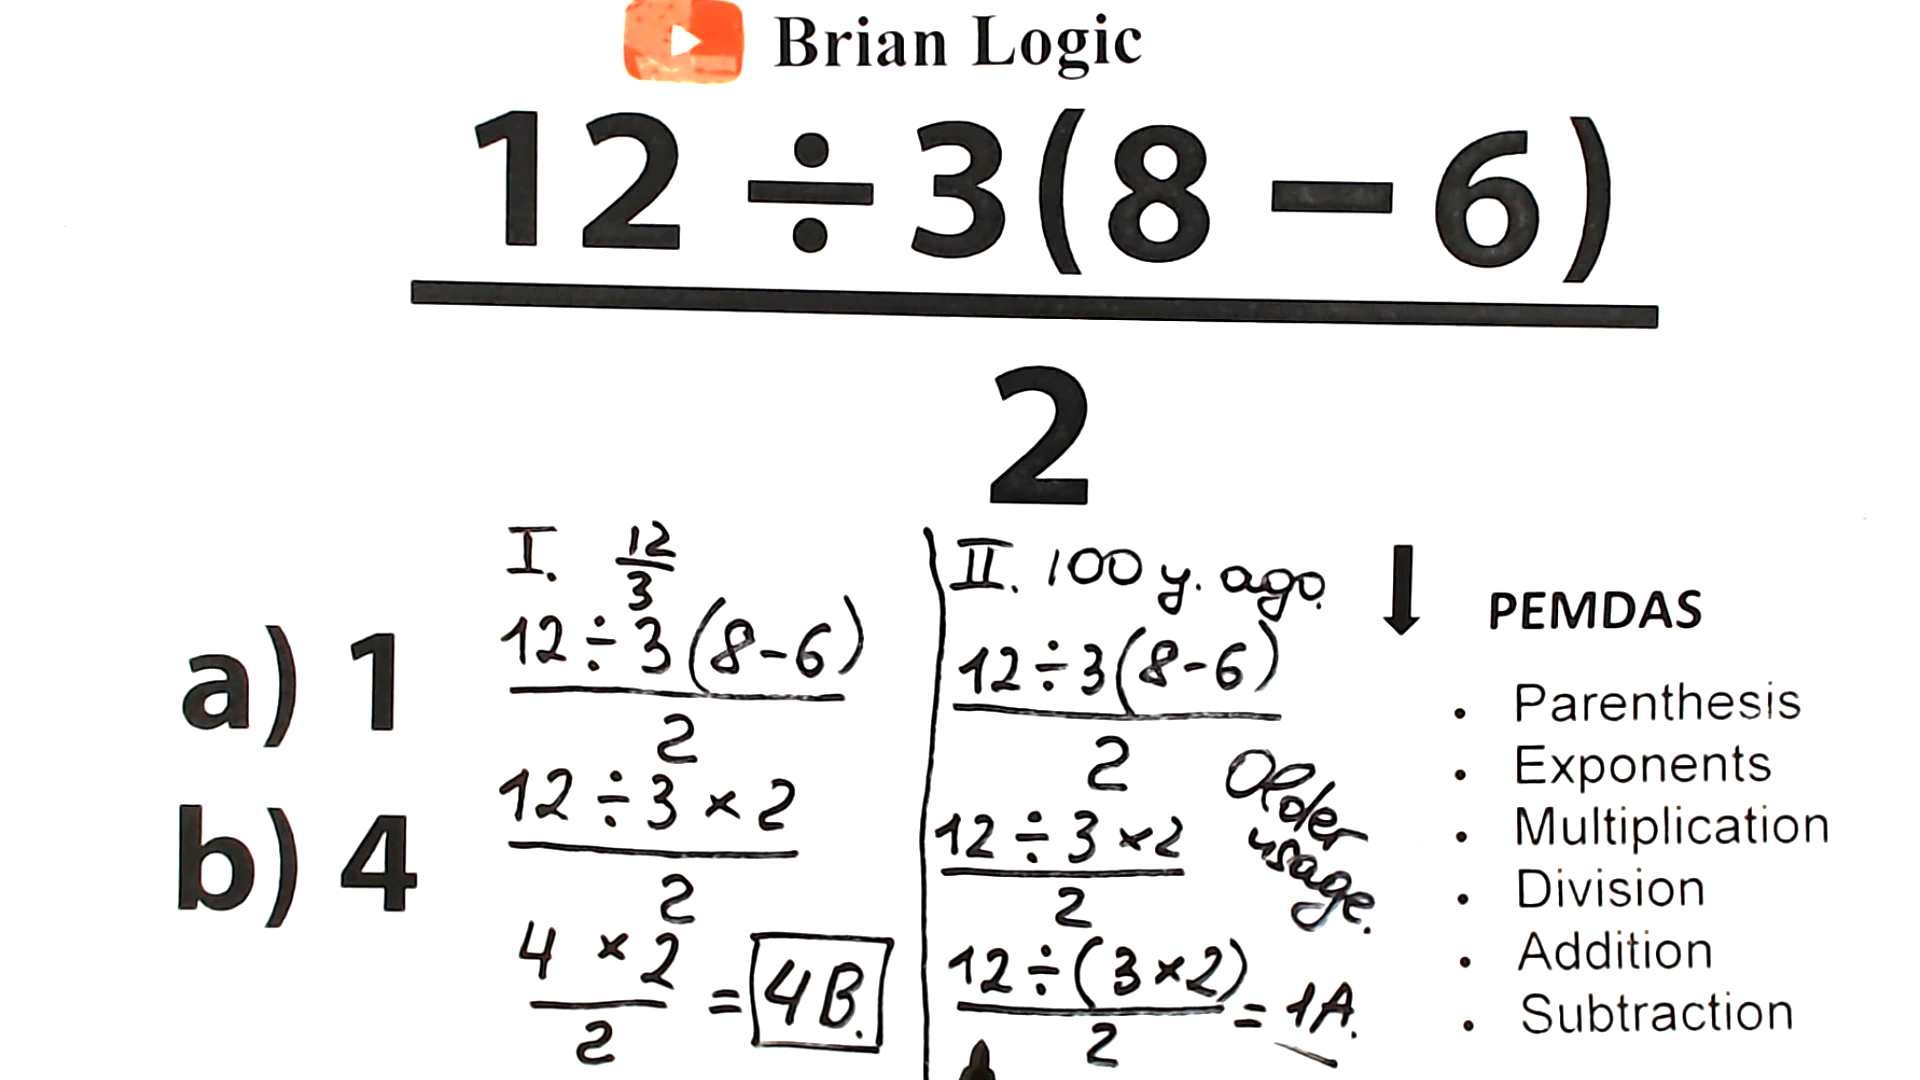 Brian Logic
12 ÷ 3(8 − 6)
2
a) 1
b) 4
I. 12
3
12 ÷ 3(8-6)
2
12 ÷ 3 × 2
2
4 × 2
2
= 4B.
II. 100 y. ago.
12 ÷ 3(8-6)
2
12 ÷ 3 × 2
2
12 ÷ (3 × 2)
2
= 1A.
Older
usage.
PEMDAS
• Parenthesis
• Exponents
• Multiplication
• Division
• Addition
• Subtraction